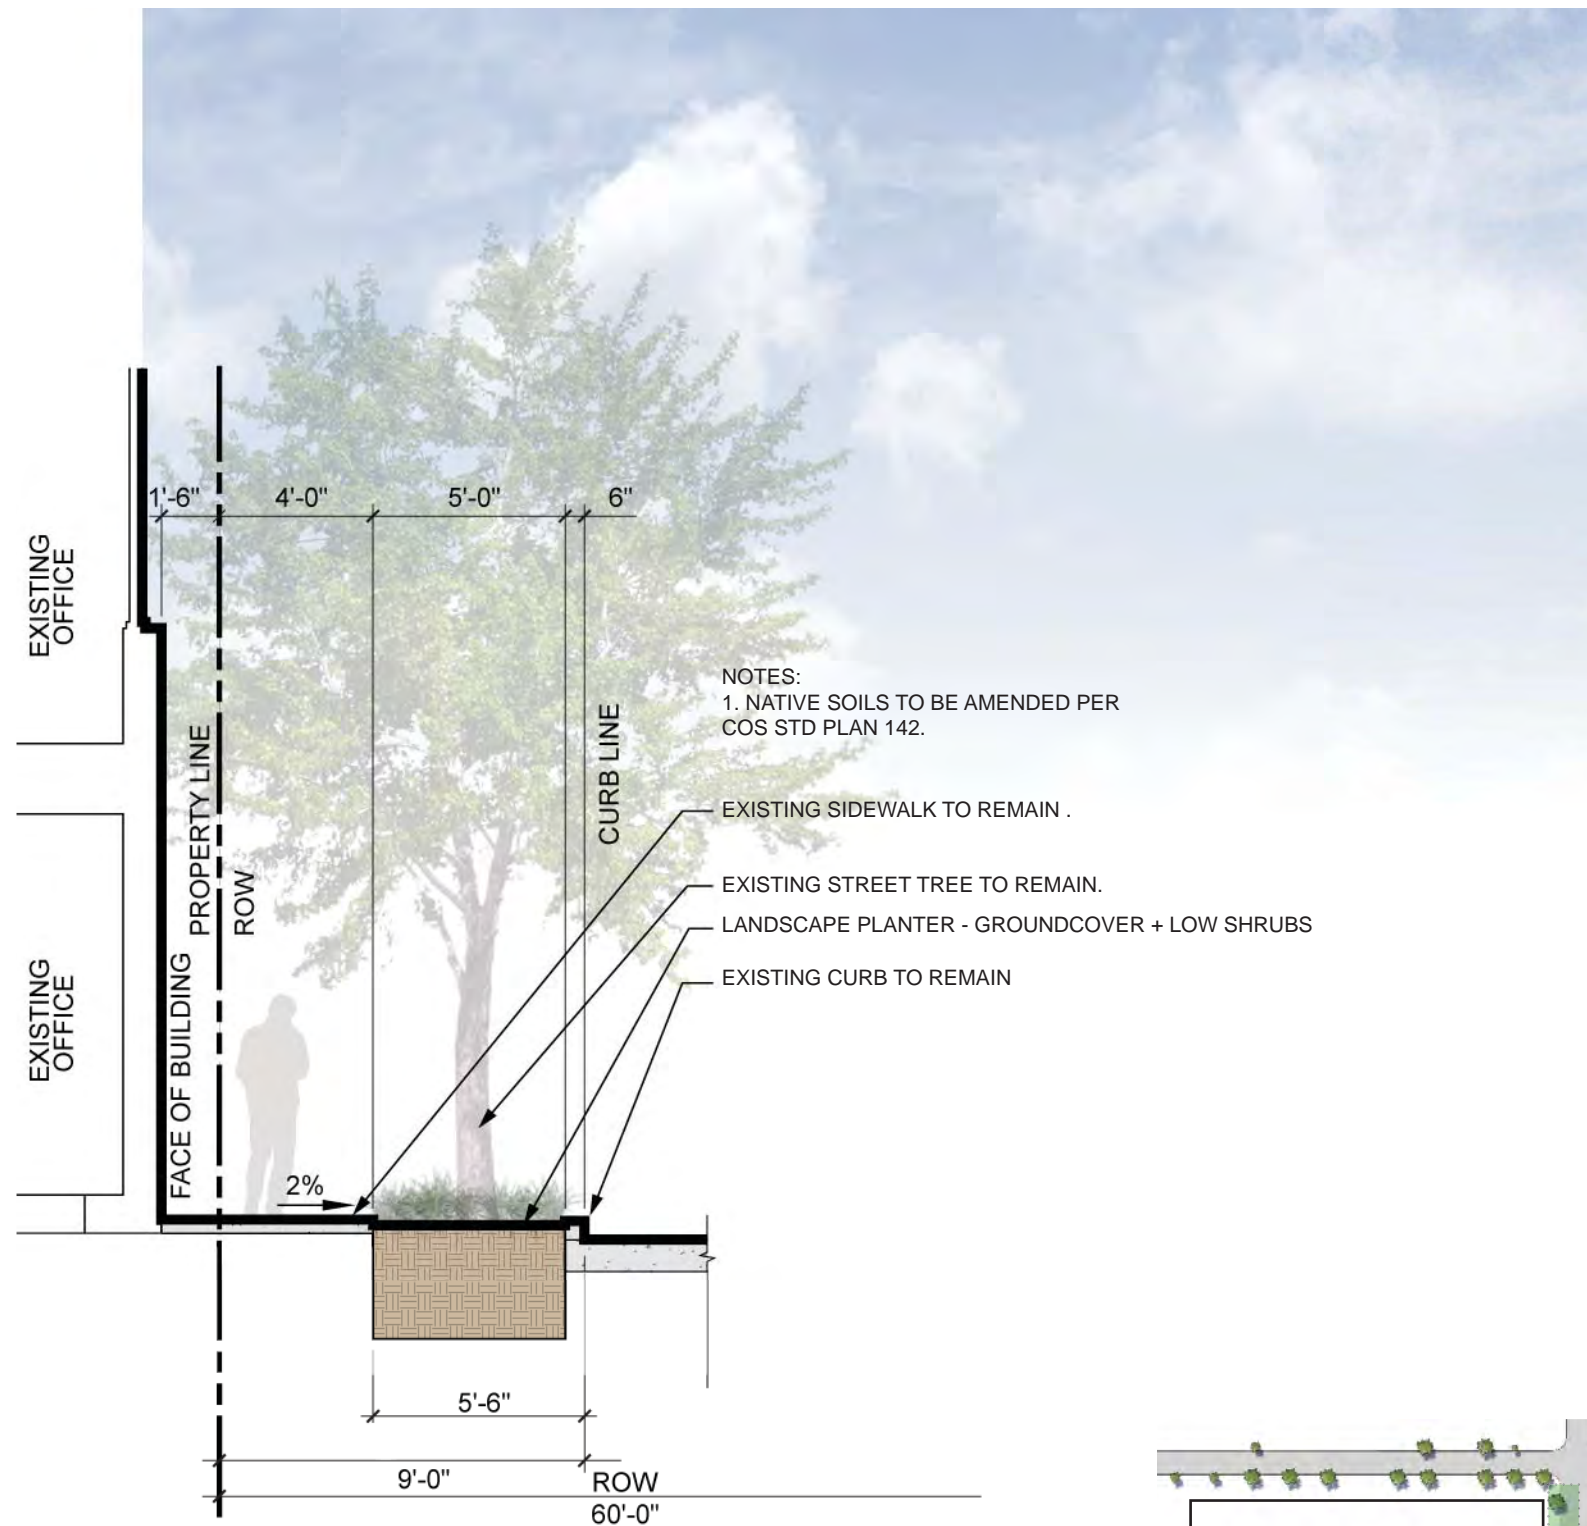 1'-6" 4'-0" 5'-0" 6"
EXISTING
OFFICE
NOTES:
1. NATIVE SOILS TO BE AMENDED PER
COS STD PLAN 142.
PROPERTY LINE
ROW
CURB LINE
EXISTING SIDEWALK TO REMAIN .
EXISTING STREET TREE TO REMAIN.
LANDSCAPE PLANTER - GROUNDCOVER + LOW SHRUBS
EXISTING CURB TO REMAIN
EXISTING
OFFICE
FACE OF BUILDING
2%
5'-6"
9'-0" ROW
60'-0"